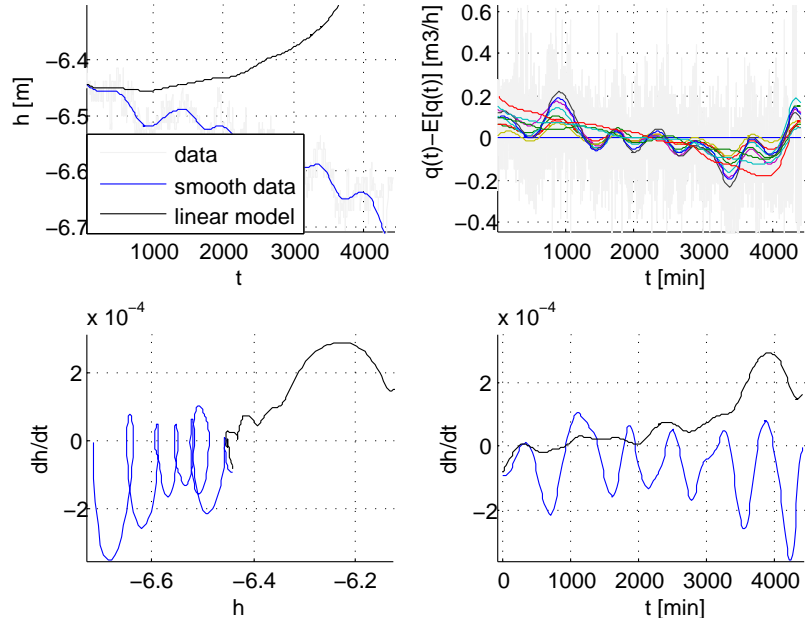 −6.4
−6.5
−6.6
−6.7
h [m]
1000 2000 3000 4000
t
data
smooth data
linear model
0.6
0.4
0.2
0
−0.2
−0.4
q(t)−E[q(t)] [m3/h]
1000 2000 3000 4000
t [min]
x 10−4
2
0
−2
dh/dt
−6.6 −6.4 −6.2
h
x 10−4
2
0
−2
dh/dt
0 1000 2000 3000 4000
t [min]